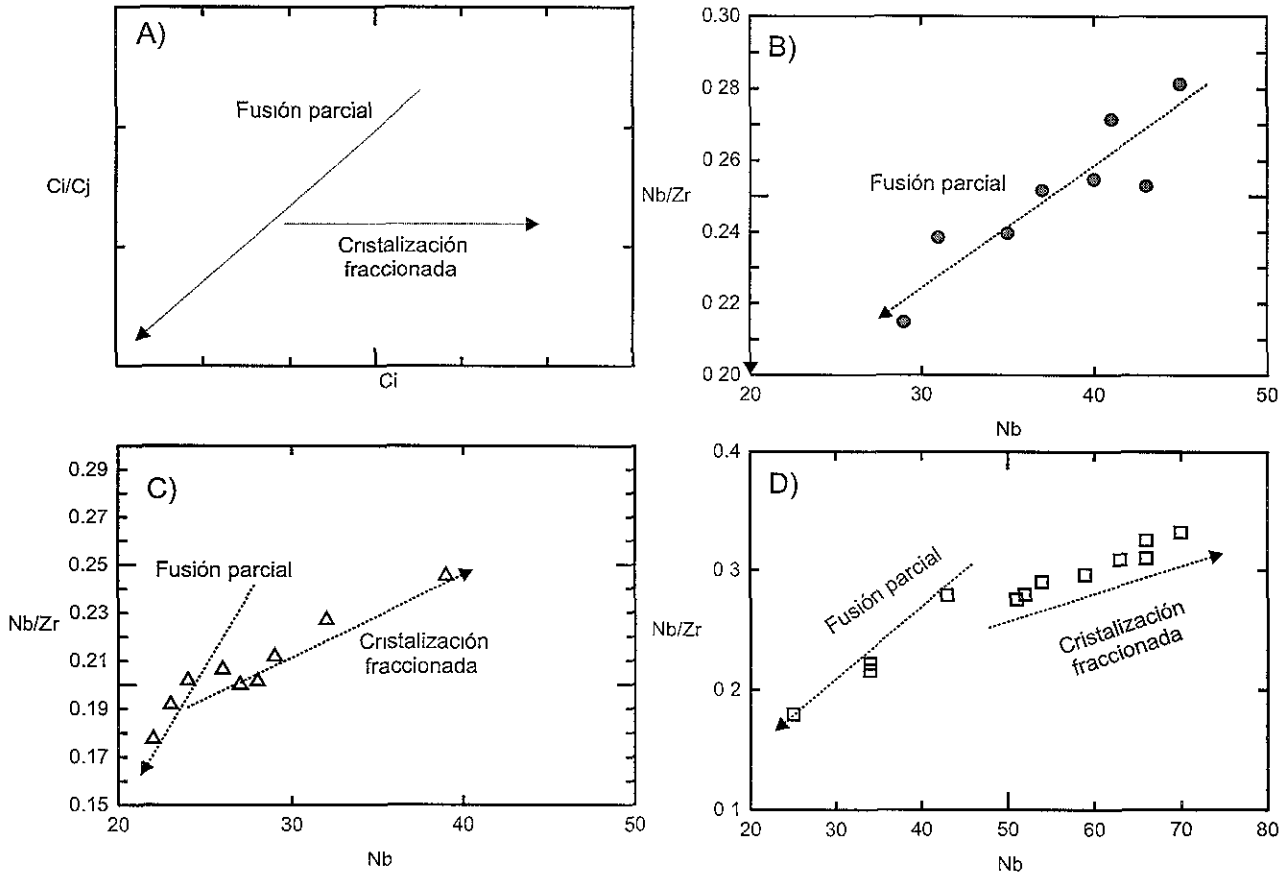 A)
Fusión parcial
Ci/Cj
Cristalización
fraccionada
Ci
B)
0.30
0.28
0.26
Nb/Zr
0.24
0.22
0.20
Fusión parcial
20
30
40
50
Nb
C)
0.29
0.27
0.25
0.23
Nb/Zr
0.21
0.19
0.17
0.15
Fusión parcial
Cristalización
fraccionada
20
30
40
50
Nb
D)
0.4
0.3
Nb/Zr
0.2
0 1
Fusión parcial
Cristalización
fraccionada
20
30
40
50
60
70
80
Nb